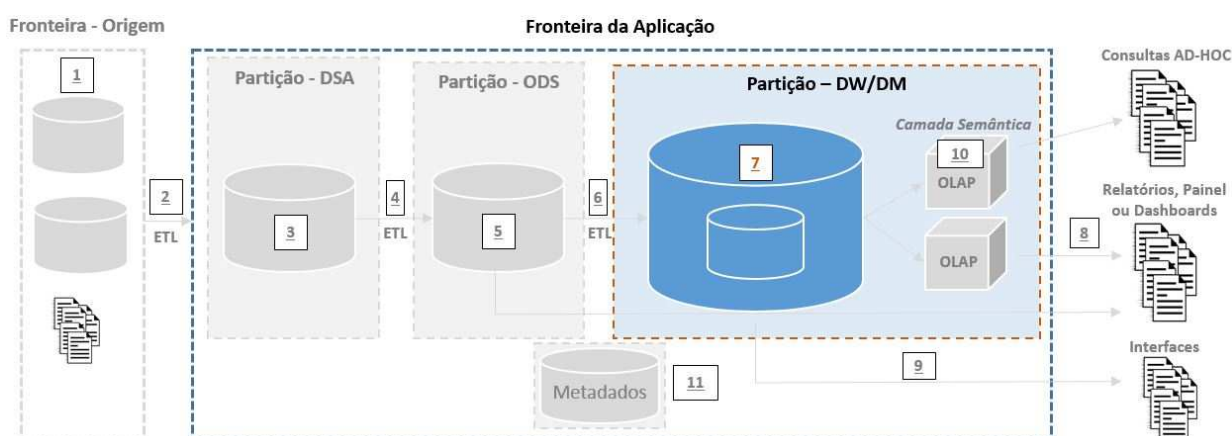 Fronteira - Origem
Fronteira da Aplicação
1
Partição - DSA
Partição - ODS
Partição – DW/DM
Consultas AD-HOC
Camada Semântica
7
10
OLAP
2
ETL
3
4
ETL
5
6
ETL
OLAP
Relatórios, Painel
ou Dashboards
8
Interfaces
9
Metadados
11